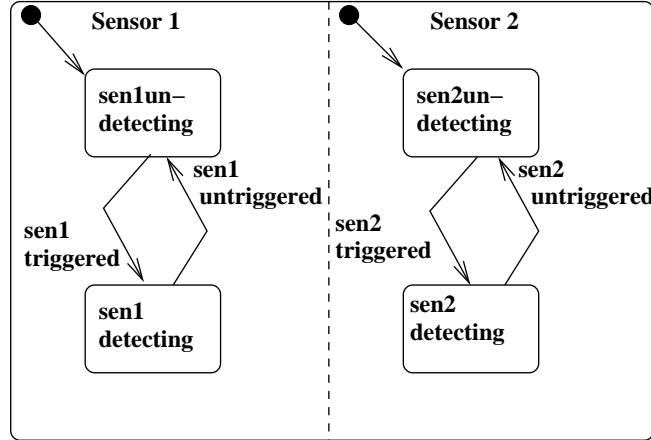 Sensor 1
sen1un−
detecting
sen1
untriggered
sen1
triggered
sen1
detecting
Sensor 2
sen2un−
detecting
sen2
untriggered
sen2
triggered
sen2
detecting